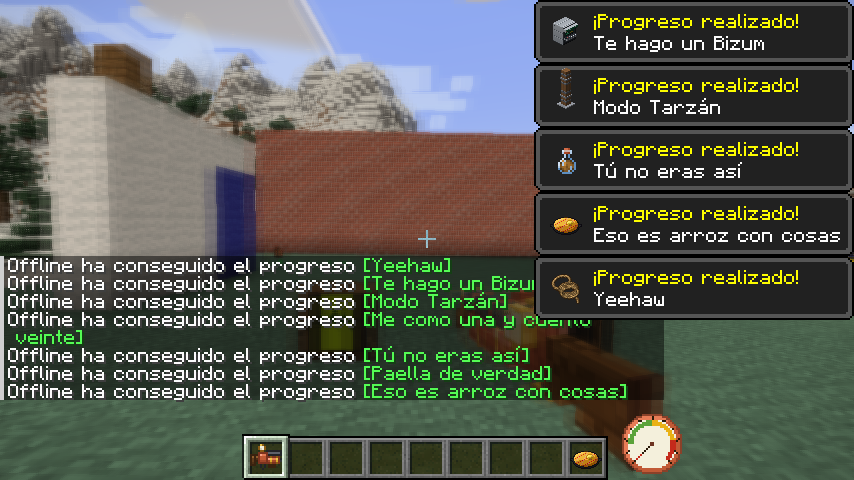 ¡Progreso realizado!
Te hago un Bizum
¡Progreso realizado!
Modo Tarzán
¡Progreso realizado!
Tú no eras así
¡Progreso realizado!
Eso es arroz con cosas
¡Progreso realizado!
Yeehaw
Offline ha conseguido el progreso [Yeehaw]
Offline ha conseguido el progreso [Te hago un Bizum
Offline ha conseguido el progreso [Modo Tarzán]
Offline ha conseguido el progreso [Me como una y cuento
veinte]
Offline ha conseguido el progreso [Tú no eras así]
Offline ha conseguido el progreso [Paella de verdad]
Offline ha conseguido el progreso [Eso es arroz con cosas]